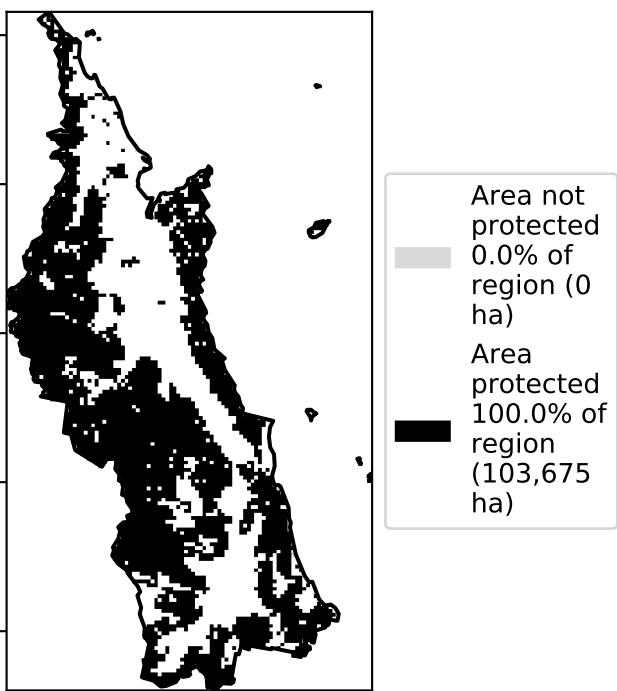 Area not
protected
0.0% of
region (0
ha)
Area
protected
100.0% of
region
(103,675
ha)